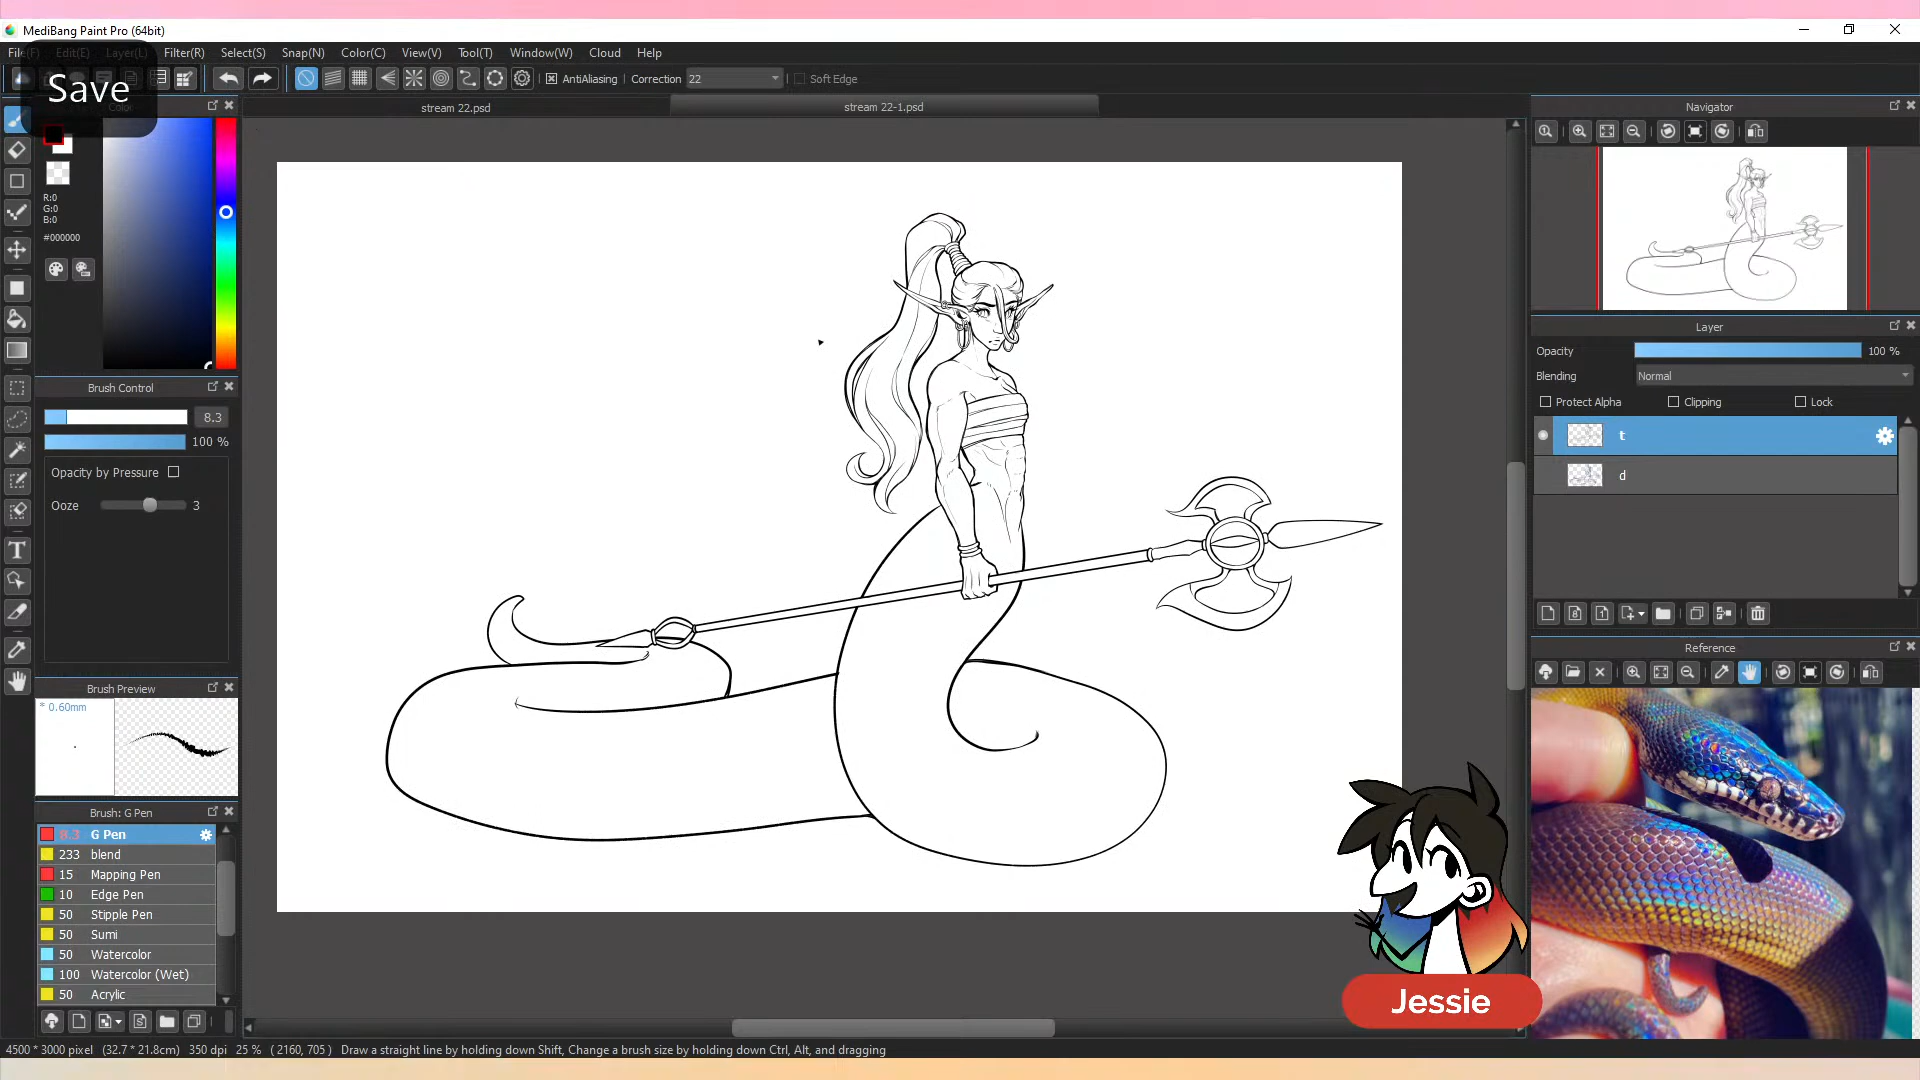 MediBang Paint Pro (64bit)
File(F) Edit(E) Layer(L) Filter(R) Select(S) Snap(N) Color(C) View(V) Tool(T) Window(W) Cloud Help
Save
AntiAliasing Correction 22 Soft Edge
Color
stream 22.psd stream 22-1.psd
R:0
G:0
B:0
#000000
Brush Control
8.3
100 %
Opacity by Pressure
Ooze 3
Brush Preview
* 0.60mm
Brush: G Pen
8.3 G Pen
233 blend
15 Mapping Pen
10 Edge Pen
50 Stipple Pen
50 Sumi
50 Watercolor
100 Watercolor (Wet)
50 Acrylic
Navigator
Layer
Opacity 100 %
Blending Normal
Protect Alpha Clipping Lock
t
d
Reference
Jessie
4500 * 3000 pixel (32.7 * 21.8cm) 350 dpi 25 % ( 2160, 705 ) Draw a straight line by holding down Shift, Change a brush size by holding down Ctrl, Alt, and dragging